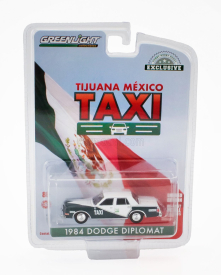 GREENLIGHT
EXCLUSIVE
TIJUANA MÉXICO
TAXI
TAXI
1984 DODGE DIPLOMAT